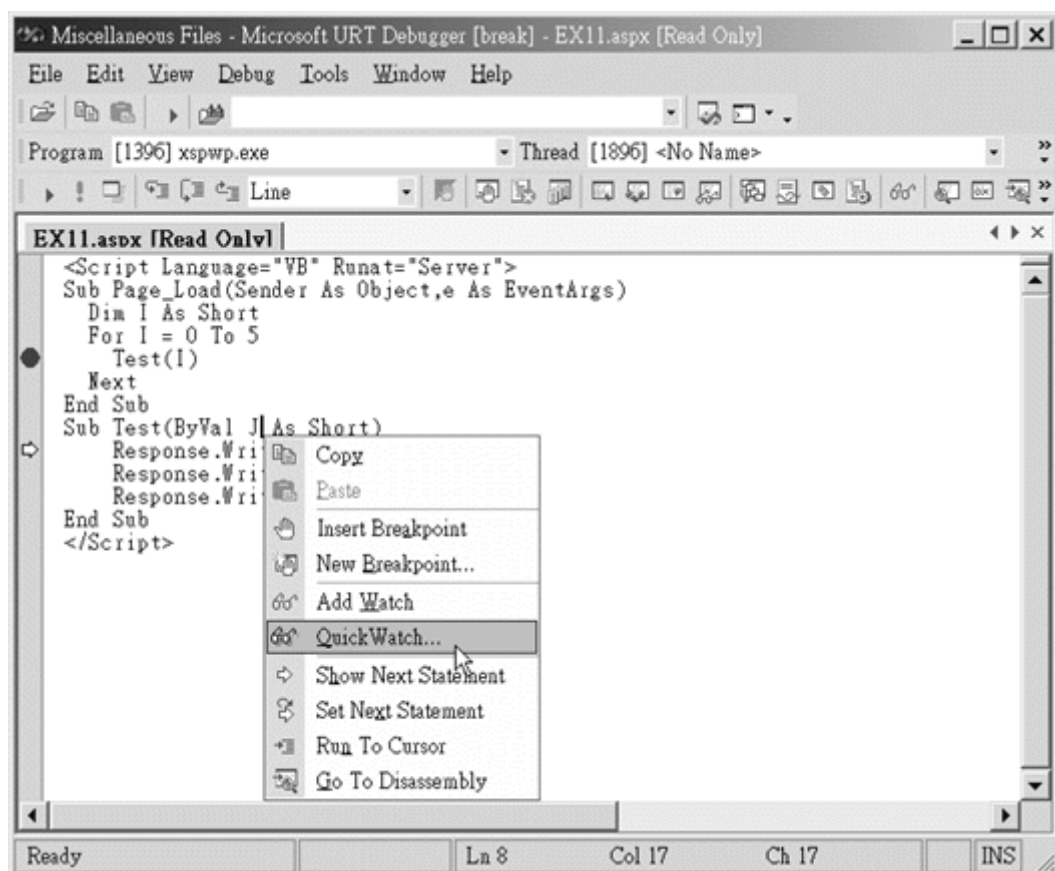 Miscellaneous Files - Microsoft URT Debugger [break] - EX11.aspx [Read Only]
File Edit View Debug Tools Window Help
Program [1396] xspwp.exe Thread [1896] <No Name>
Line
EX11.aspx [Read Only]
<Script Language="VB" Runat="Server">
Sub Page_Load(Sender As Object,e As EventArgs)
Dim I As Short
For I = 0 To 5
Test(I)
Next
End Sub
Sub Test(ByVal J As Short)
Response.Wri
Response.Wri
Response.Wri
End Sub
</Script>
Copy
Paste
Insert Breakpoint
New Breakpoint...
Add Watch
QuickWatch...
Show Next Statement
Set Next Statement
Run To Cursor
Go To Disassembly
Ready Ln 8 Col 17 Ch 17 INS